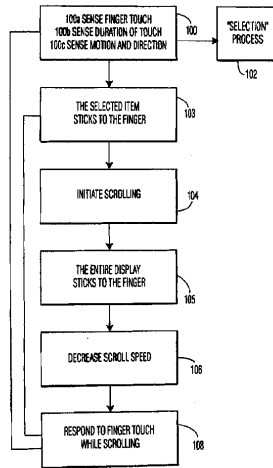 100a SENSE FINGER TOUCH
100b SENSE DURATION OF TOUCH
100c SENSE MOTION AND DIRECTION
100
"SELECTION"
PROCESS
102
THE SELECTED ITEM
STICKS TO THE FINGER
103
INITIATE SCROLLING
104
THE ENTIRE DISPLAY
STICKS TO THE FINGER
105
DECREASE SCROLL SPEED
106
RESPOND TO FINGER TOUCH
WHILE SCROLLING
108